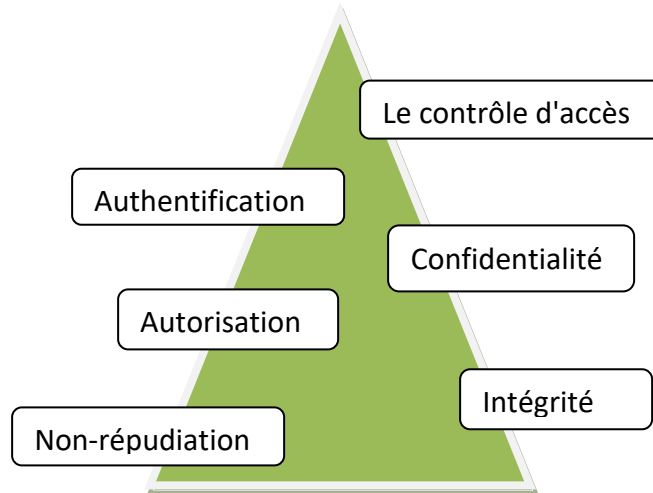 Le contrôle d'accès
Authentification
Confidentialité
Autorisation
Intégrité
Non-répudiation